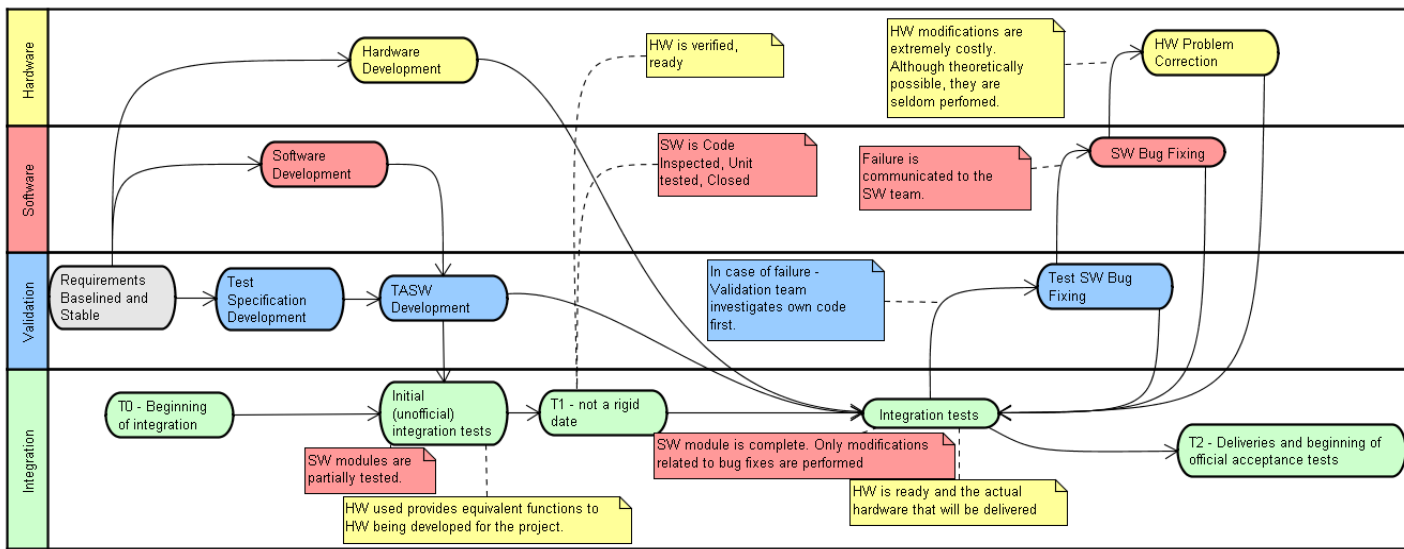 Hardware
Hardware
Development
HW is verified,
ready
HW modifications are
extremely costly.
Although theoretically
possible, they are
seldom perfomed.
HW Problem
Correction
Software
Software
Development
SW is Code
Inspected, Unit
tested, Closed
Failure is
communicated to the
SW team.
SW Bug Fixing
Validation
Requirements
Baselined and
Stable
Test
Specification
Development
TASW
Development
In case of failure -
Validation team
investigates own code
first.
Test SW Bug
Fixing
Integration
T0 - Beginning
of integration
Initial
(unofficial)
integration tests
T1 - not a rigid
date
Integration tests
T2 - Deliveries and beginning of
official acceptance tests
SW modules are
partially tested.
SW module is complete. Only modifications
related to bug fixes are performed
HW used provides equivalent functions to
HW being developed for the project.
HW is ready and the actual
hardware that will be delivered